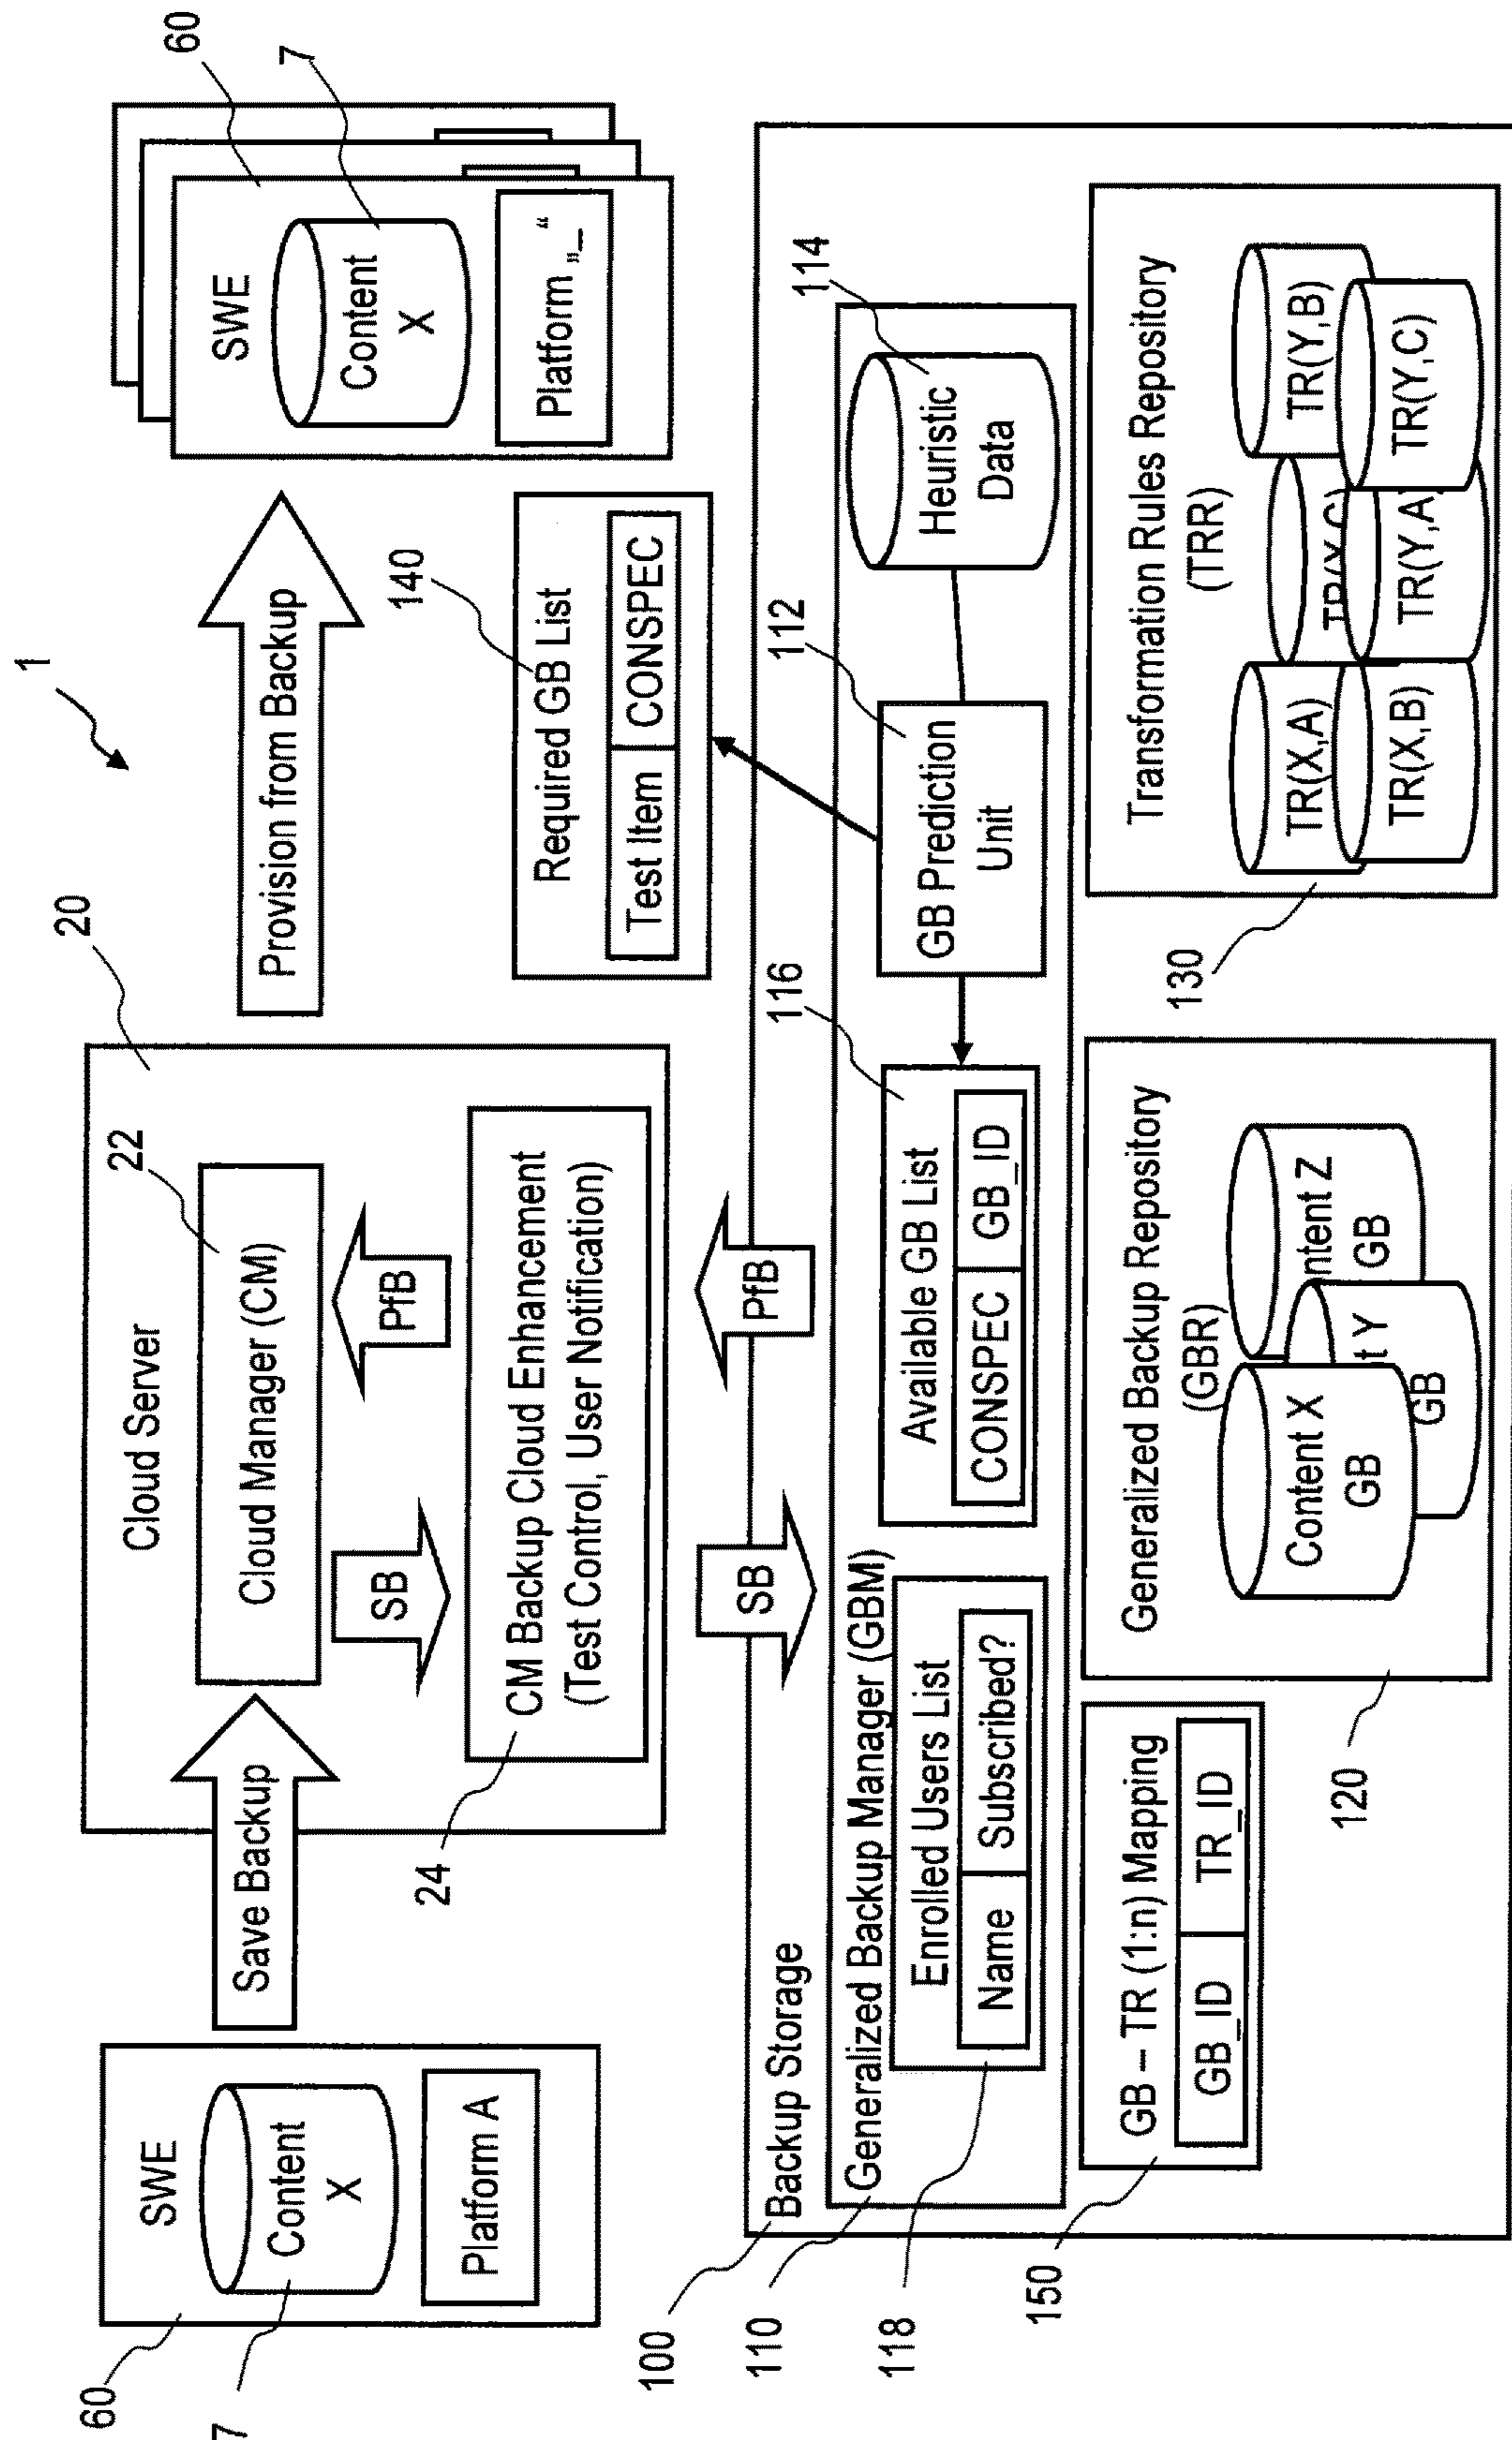 1
60
7
SWE
Content
X
Platform A
Save Backup
20
Cloud Server
22
Cloud Manager (CM)
SB
PfB
24
CM Backup Cloud Enhancement
(Test Control, User Notification)
Provision from Backup
60
7
SWE
Content
X
Platform „_“
140
Required GB List
Test Item
CONSPEC
SB
PfB
100
Backup Storage
110
Generalized Backup Manager (GBM)
118
Enrolled Users List
Name
Subscribed?
116
Available GB List
CONSPEC
GB_ID
112
GB Prediction
Unit
114
Heuristic
Data
150
GB – TR (1:n) Mapping
GB_ID
TR_ID
120
Generalized Backup Repository
(GBR)
Content X
GB
t Y
GB
ntent Z
GB
130
Transformation Rules Repository
(TRR)
TR(X,A)
TR(X,B)
TR(X,C)
TR(Y,A)
TR(Y,B)
TR(Y,C)